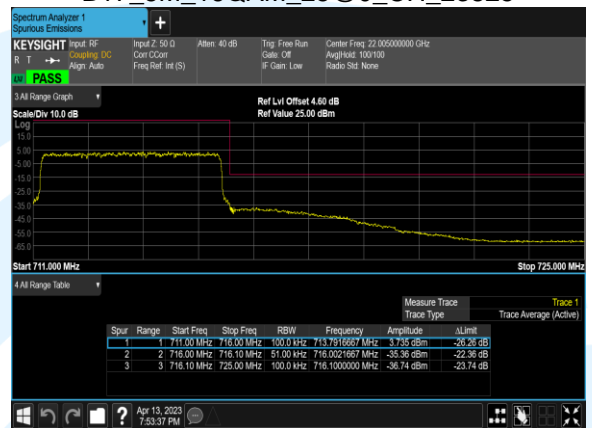 Spectrum Analyzer 1
Spurious Emissions
KEYSIGHT Input: RF Input Z: 50 Ω Atten: 40 dB Trig: Free Run Center Freq: 22.005000000 GHz
R T Coupling: DC Corr CCorr Gate: Off Avg|Hold: 100/100
Align: Auto Freq Ref: Int (S) IF Gain: Low Radio Std: None
PASS
3 All Range Graph
Ref Lvl Offset 4.60 dB
Scale/Div 10.0 dB Ref Value 25.00 dBm
Log
15.0
5.00
-5.00
-15.0
-25.0
-35.0
-45.0
-55.0
-65.0
Start 711.000 MHz Stop 725.000 MHz
4 All Range Table
Measure Trace Trace 1
Trace Type Trace Average (Active)
Spur Range Start Freq Stop Freq RBW Frequency Amplitude ΔLimit
1 1 711.00 MHz 716.00 MHz 100.0 kHz 713.7916667 MHz 3.735 dBm -26.26 dB
2 2 716.00 MHz 716.10 MHz 51.00 kHz 716.0021667 MHz -35.36 dBm -22.36 dB
3 3 716.10 MHz 725.00 MHz 100.0 kHz 716.1000000 MHz -36.74 dBm -23.74 dB
Apr 13, 2023
7:53:37 PM